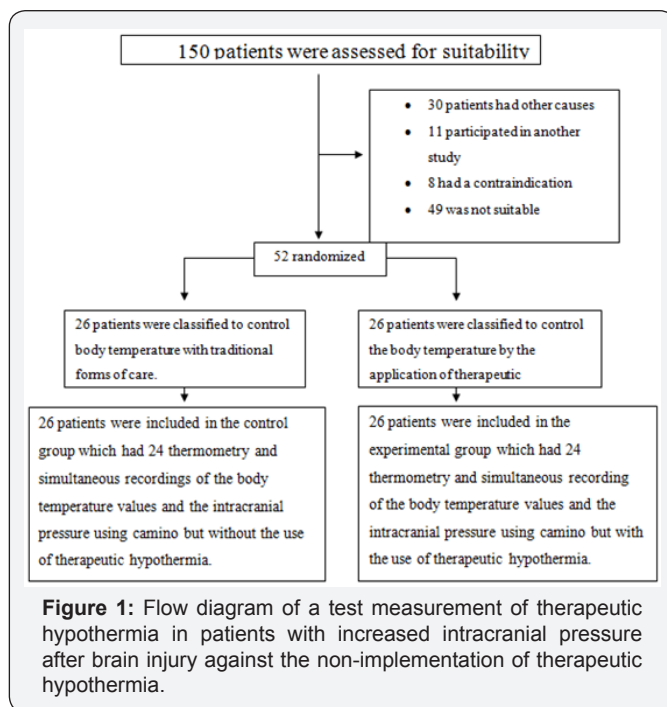 150 patients were assessed for suitability
• 30 patients had other causes
• 11 participated in another
study
• 8 had a contraindication
• 49 was not suitable
52 randomized
26 patients were classified to control
body temperature with traditional
forms of care.
26 patients were classified to control
the body temperature by the
application of therapeutic
26 patients were included in the control
group which had 24 thermometry and
simultaneous recordings of the body
temperature values and the intracranial
pressure using camino but without the use
of therapeutic hypothermia.
26 patients were included in the
experimental group which had 24
thermometry and simultaneous recording
of the body temperature values and the
intracranial pressure using camino but with
the use of therapeutic hypothermia.
Figure 1: Flow diagram of a test measurement of therapeutic
hypothermia in patients with increased intracranial pressure
after brain injury against the non-implementation of therapeutic
hypothermia.